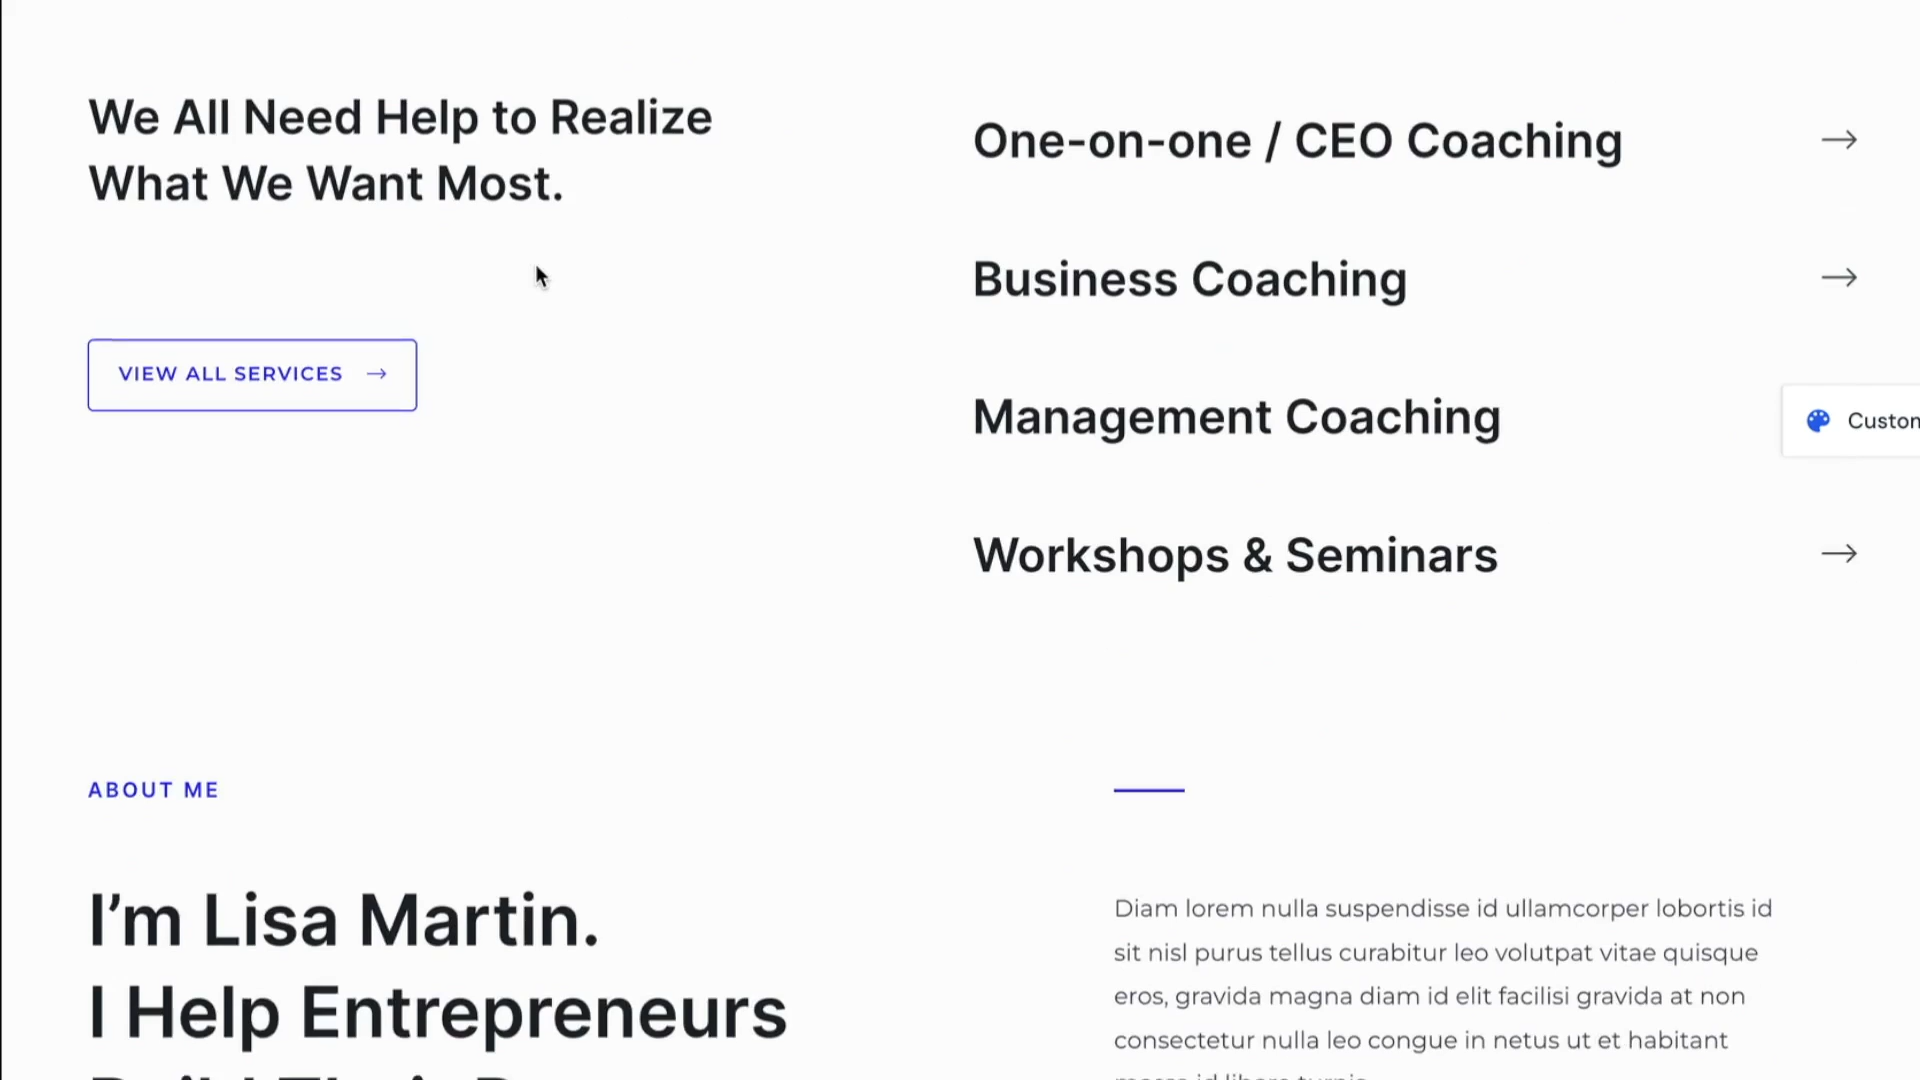 We All Need Help to Realize
What We Want Most.
VIEW ALL SERVICES
One-on-one / CEO Coaching
Business Coaching
Management Coaching
Workshops & Seminars
ABOUT ME
I’m Lisa Martin.
I Help Entrepreneurs
Diam lorem nulla suspendisse id ullamcorper lobortis id
sit nisl purus tellus curabitur leo volutpat vitae quisque
eros, gravida magna diam id elit facilisi gravida at non
consectetur nulla leo congue in netus ut et habitant